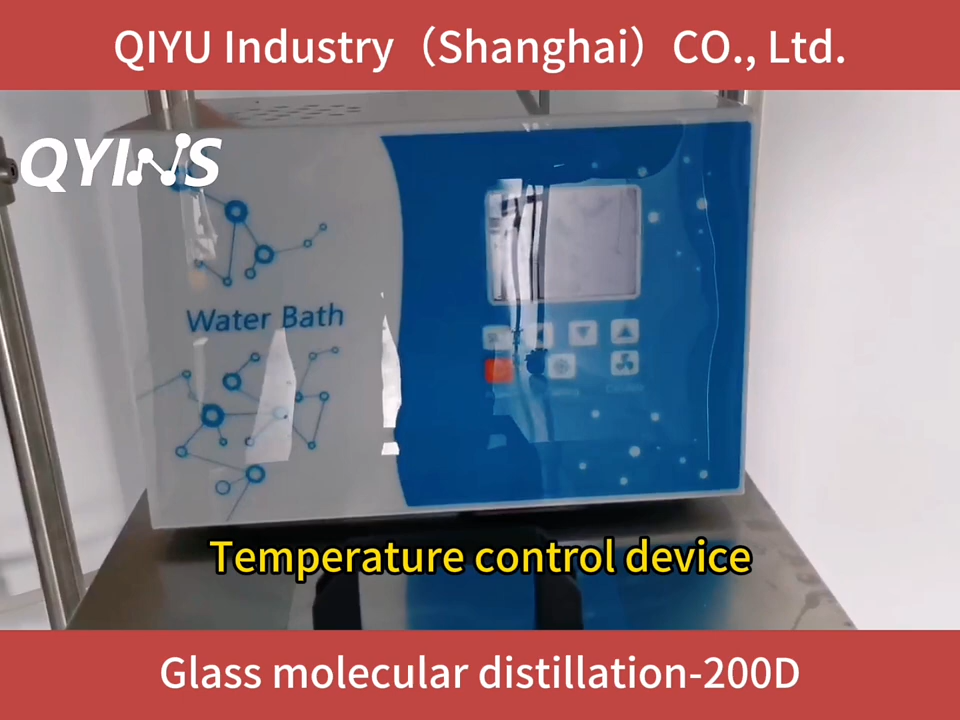 QIYU Industry（Shanghai）CO., Ltd.
QYINS
Water Bath
Temperature control device
Glass molecular distillation-200D